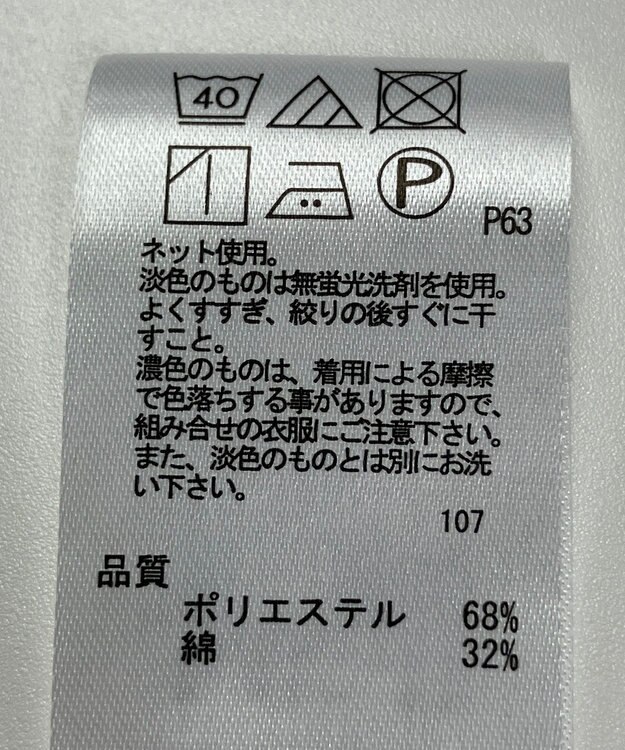 40
P
P63
ネット使用。
淡色のものは無蛍光洗剤を使用。
よくすすぎ、絞りの後すぐに干
すこと。
濃色のものは、着用による摩擦
で色落ちする事がありますので、
組み合せの衣服にご注意下さい。
また、淡色のものとは別にお洗
い下さい。
107
品質
ポリエステル 68%
綿 32%